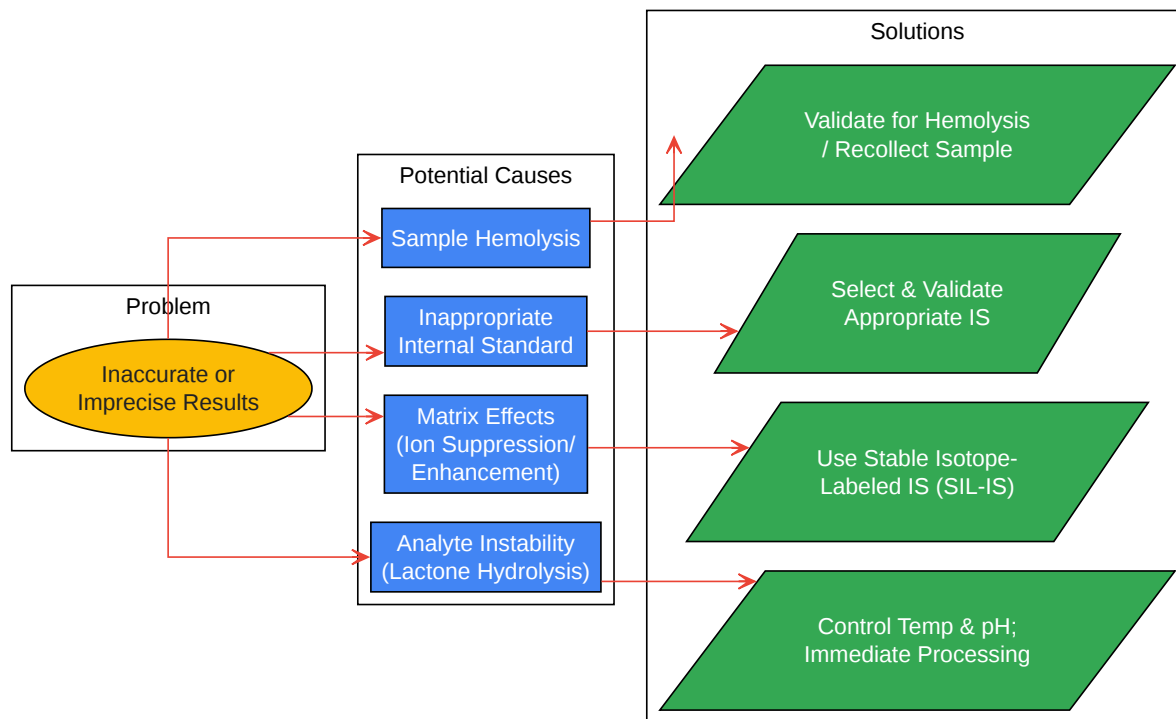 Problem
Inaccurate or
Imprecise Results
Potential Causes
Sample Hemolysis
Inappropriate
Internal Standard
Matrix Effects
(Ion Suppression/
Enhancement)
Analyte Instability
(Lactone Hydrolysis)
Solutions
Validate for Hemolysis
/ Recollect Sample
Select & Validate
Appropriate IS
Use Stable Isotope-
Labeled IS (SIL-IS)
Control Temp & pH;
Immediate Processing